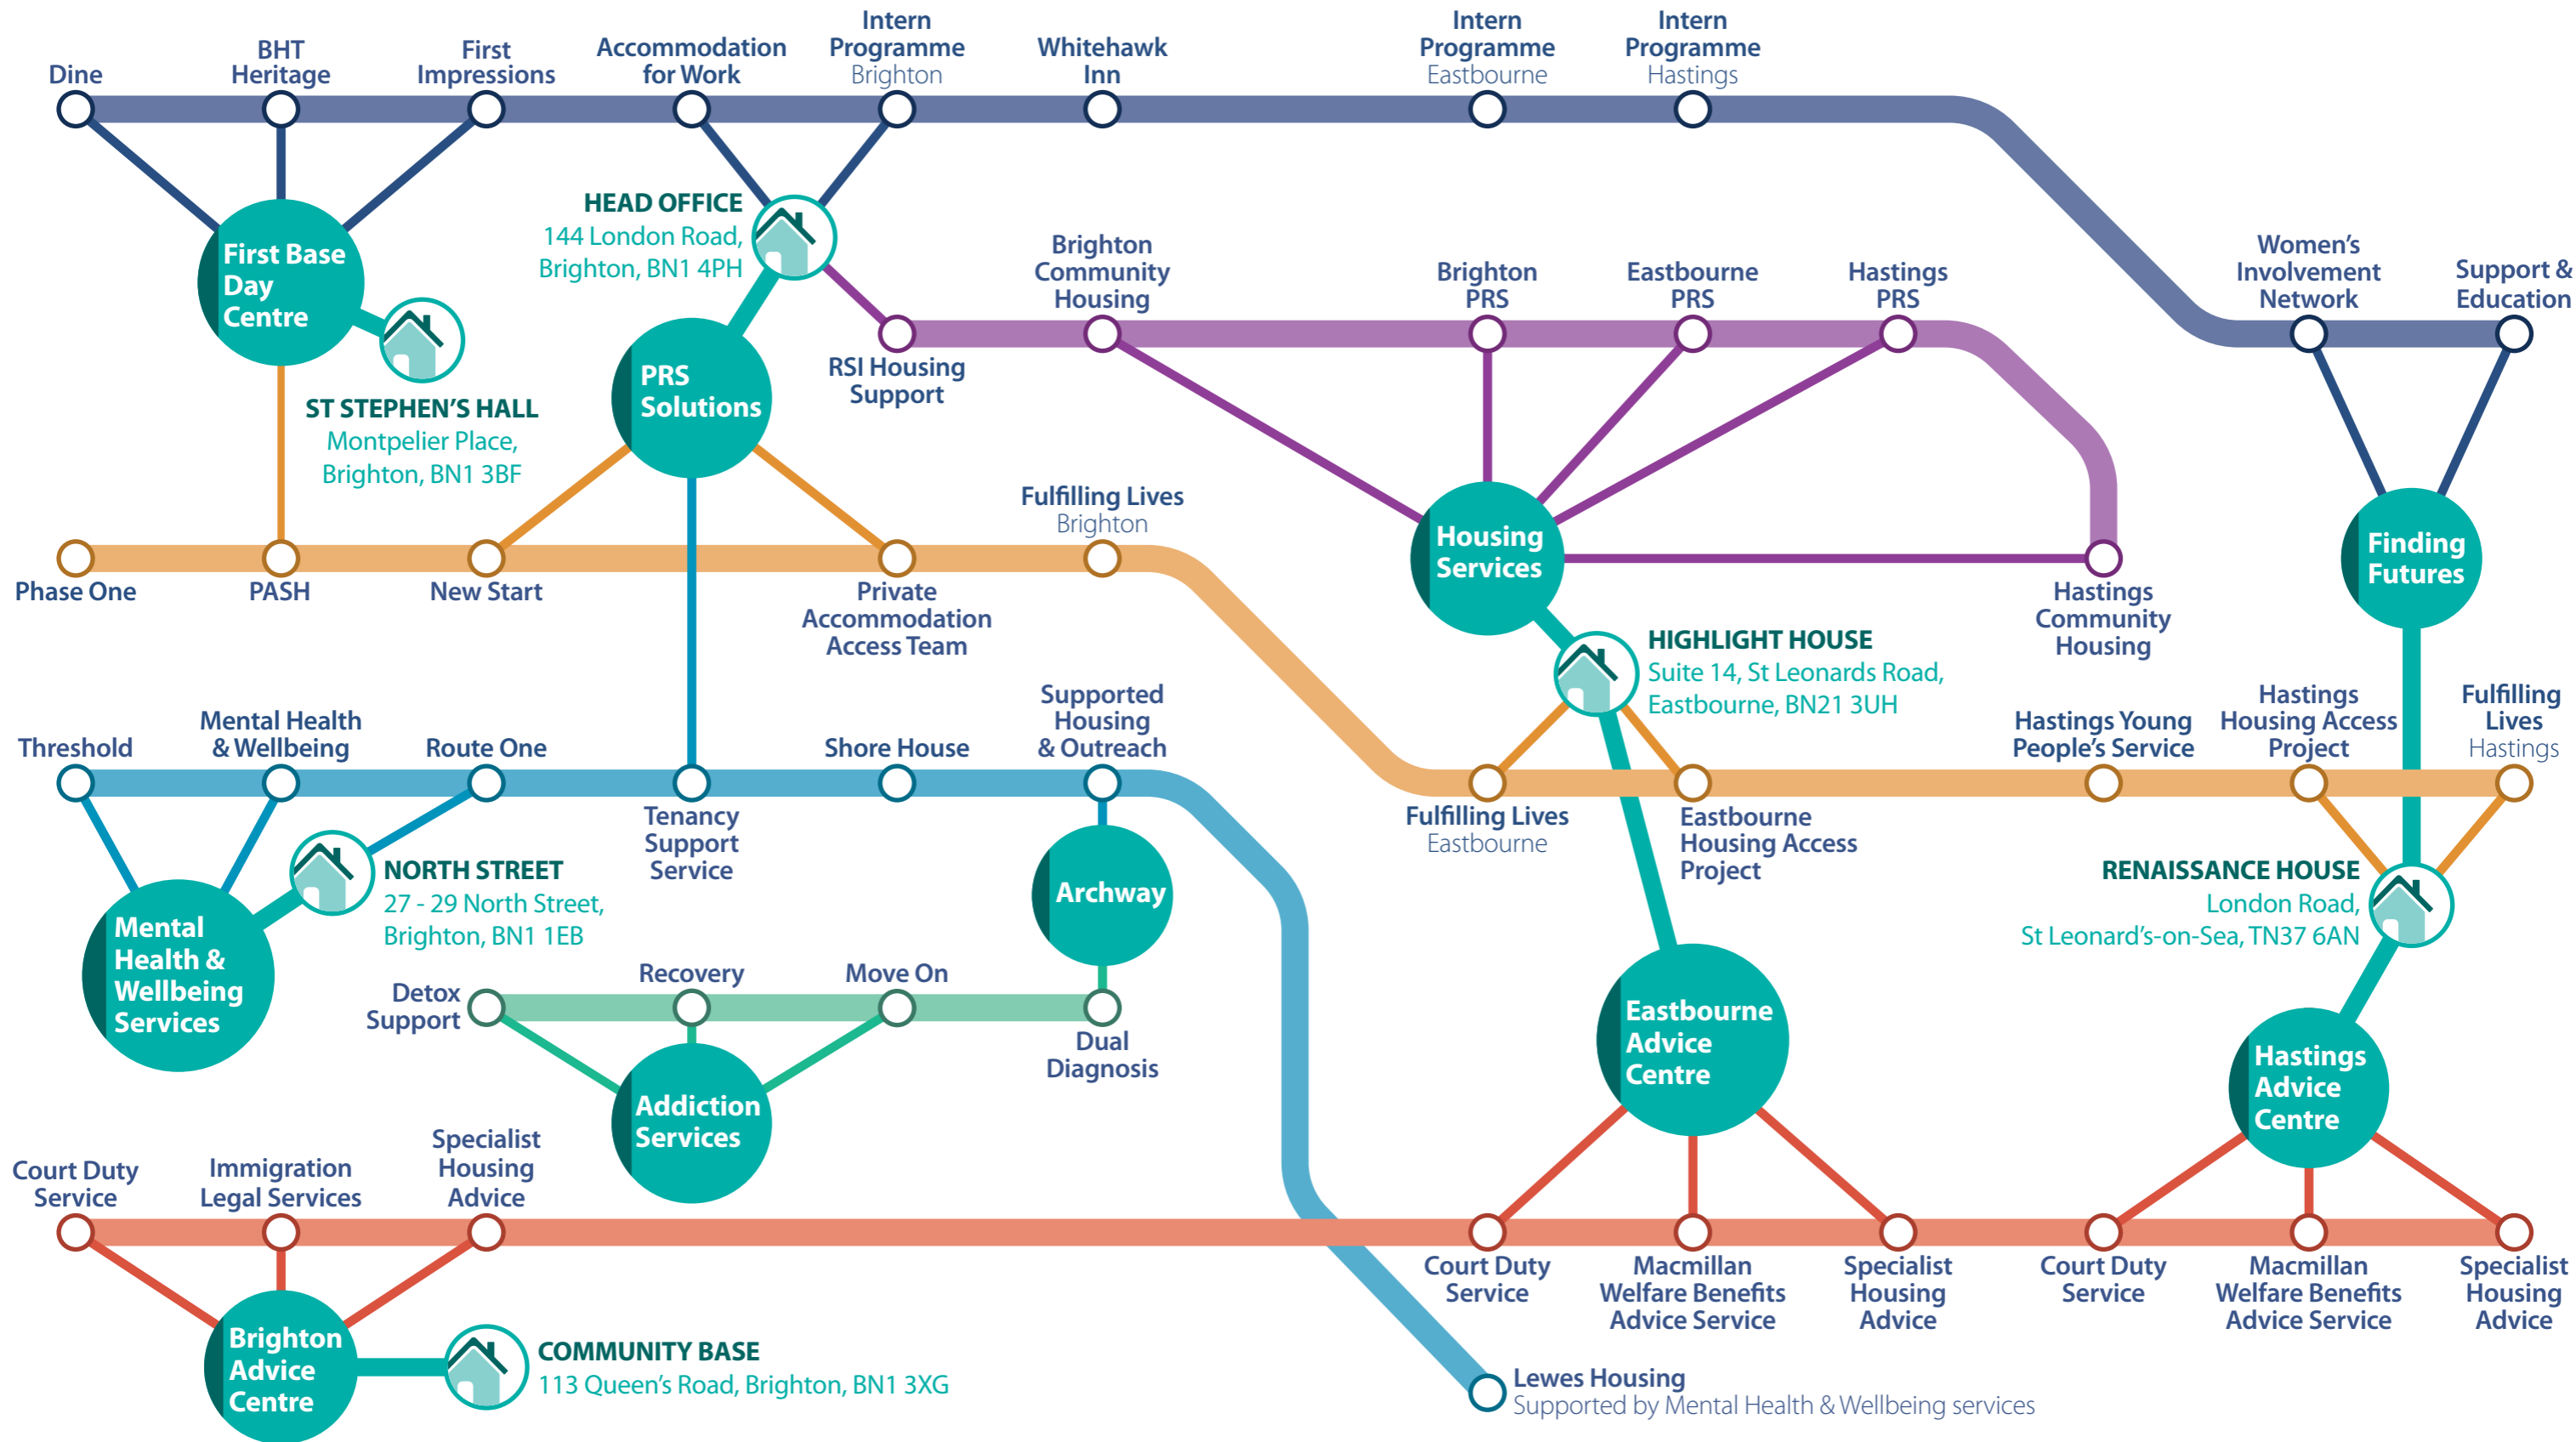 Dine
BHT
Heritage
First
Impressions
Accommodation
for Work
Intern
Programme
Brighton
Whitehawk
Inn
Intern
Programme
Eastbourne
Intern
Programme
Hastings
HEAD OFFICE
144 London Road,
Brighton, BN1 4PH
First Base
Day
Centre
ST STEPHEN'S HALL
Montpelier Place,
Brighton, BN1 3BF
PRS
Solutions
RSI Housing
Support
Brighton
Community
Housing
Brighton
PRS
Eastbourne
PRS
Hastings
PRS
Women's
Involvement
Network
Support &
Education
Phase One
PASH
New Start
Private
Accommodation
Access Team
Fulfilling Lives
Brighton
Housing
Services
Hastings
Community
Housing
Finding
Futures
HIGHLIGHT HOUSE
Suite 14, St Leonards Road,
Eastbourne, BN21 3UH
Threshold
Mental Health
& Wellbeing
Route One
Tenancy
Support
Service
Shore House
Supported
Housing
& Outreach
Fulfilling Lives
Eastbourne
Eastbourne
Housing Access
Project
Hastings Young
People's Service
Hastings
Housing Access
Project
Fulfilling
Lives
Hastings
NORTH STREET
27 - 29 North Street,
Brighton, BN1 1EB
Mental
Health &
Wellbeing
Services
Archway
RENAISSANCE HOUSE
London Road,
St Leonard's-on-Sea, TN37 6AN
Detox
Support
Recovery
Move On
Dual
Diagnosis
Addiction
Services
Eastbourne
Advice
Centre
Hastings
Advice
Centre
Court Duty
Service
Immigration
Legal Services
Specialist
Housing
Advice
Court Duty
Service
Macmillan
Welfare Benefits
Advice Service
Specialist
Housing
Advice
Court Duty
Service
Macmillan
Welfare Benefits
Advice Service
Specialist
Housing
Advice
Brighton
Advice
Centre
COMMUNITY BASE
113 Queen's Road, Brighton, BN1 3XG
Lewes Housing
Supported by Mental Health & Wellbeing services